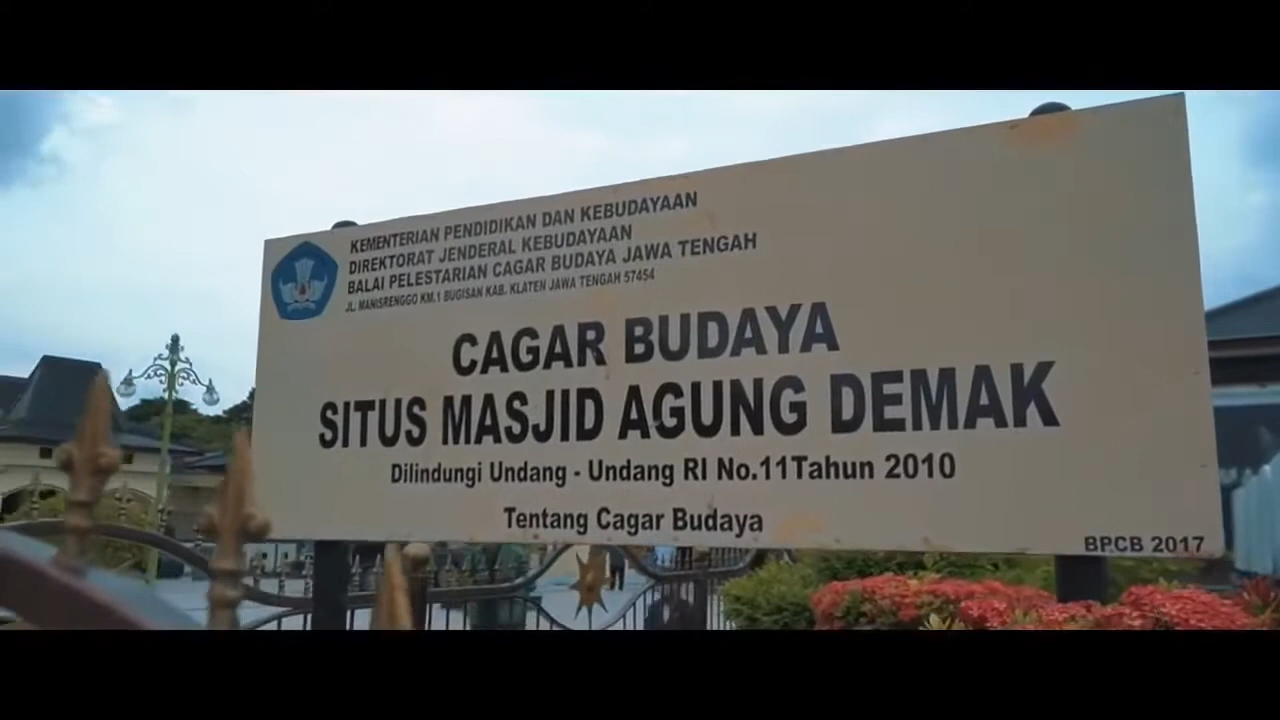 KEMENTERIAN PENDIDIKAN DAN KEBUDAYAAN
DIREKTORAT JENDERAL KEBUDAYAAN
BALAI PELESTARIAN CAGAR BUDAYA JAWA TENGAH
JL. MANISRENGGO KM.1 BUGISAN KAB. KLATEN JAWA TENGAH 57454
CAGAR BUDAYA
SITUS MASJID AGUNG DEMAK
Dilindungi Undang - Undang RI No.11Tahun 2010
Tentang Cagar Budaya
BPCB 2017